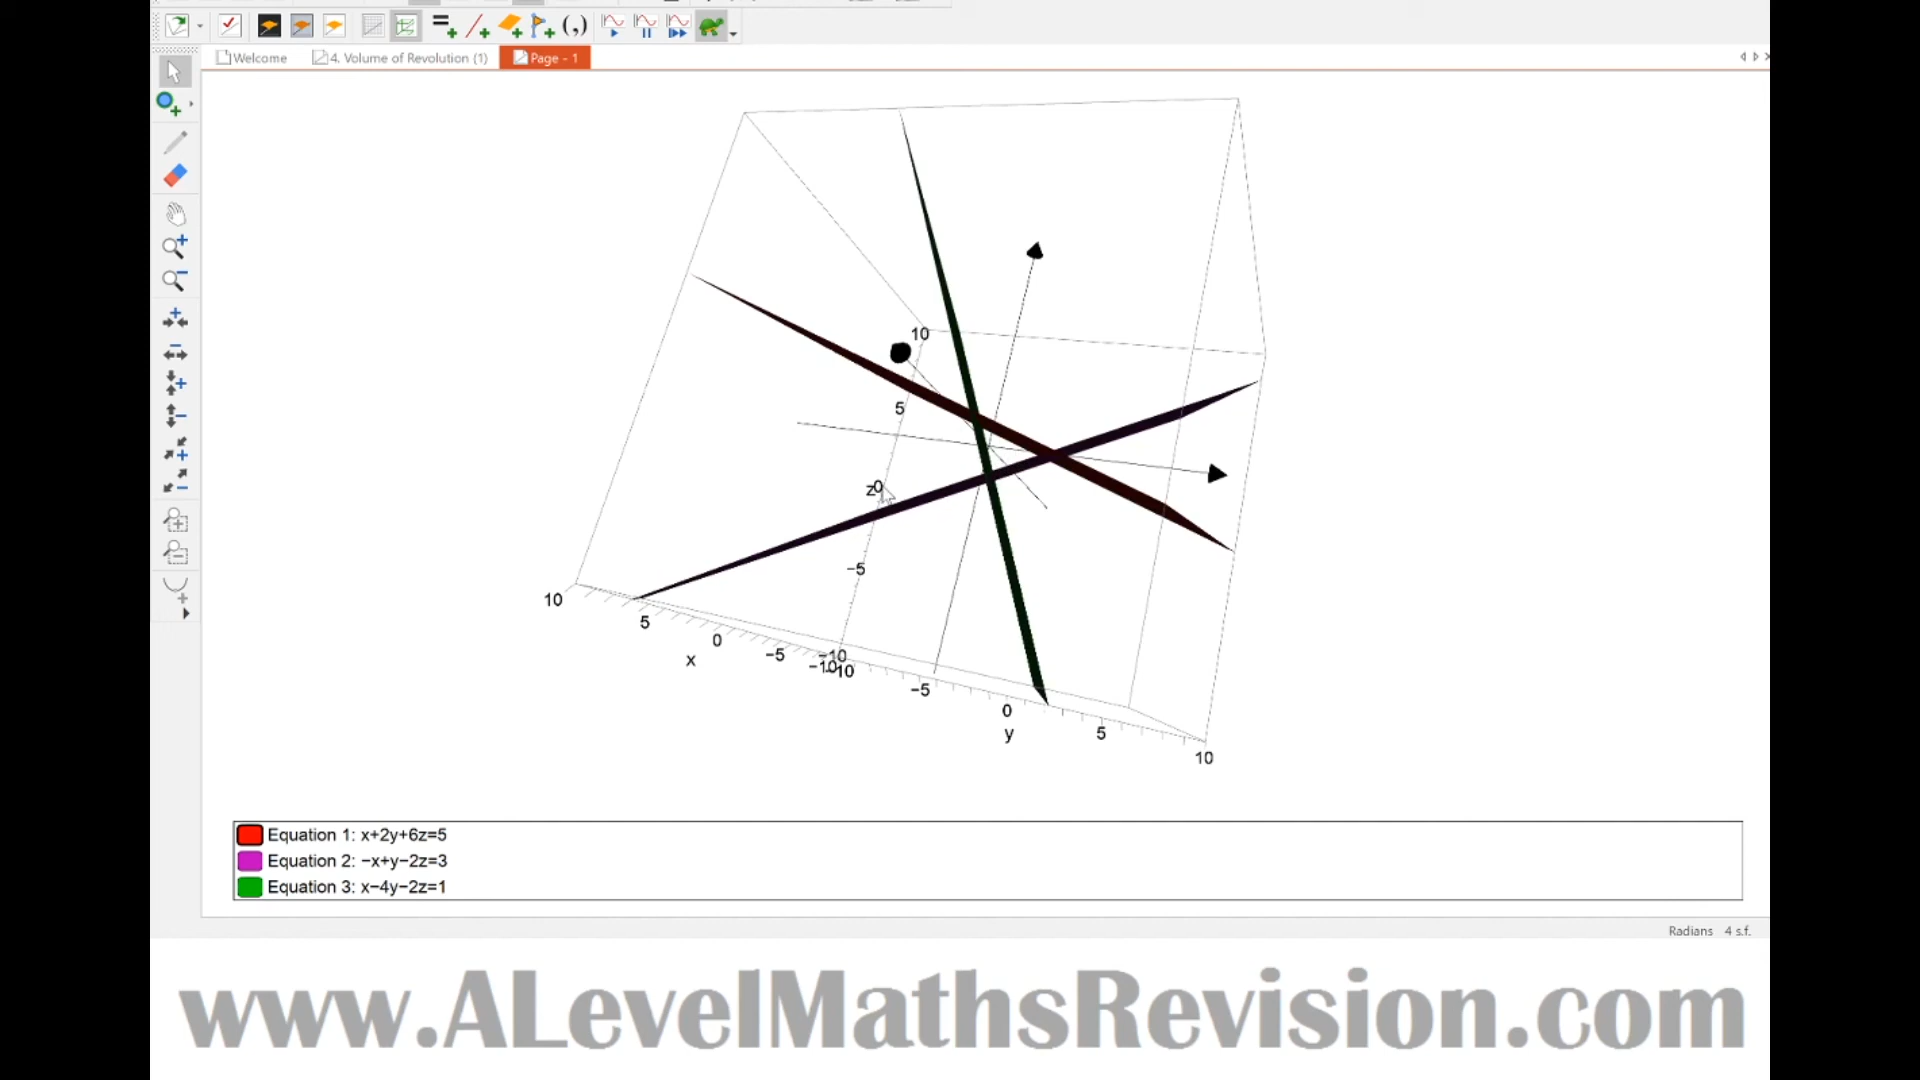 Welcome 4. Volume of Revolution (1) Page - 1
10
5
z0
−5
10
5
0
−5
−10
−10
−10
x
−5
0
5
10
y
Equation 1: x+2y+6z=5
Equation 2: −x+y−2z=3
Equation 3: x−4y−2z=1
Radians 4 s.f.
www.ALevelMathsRevision.com